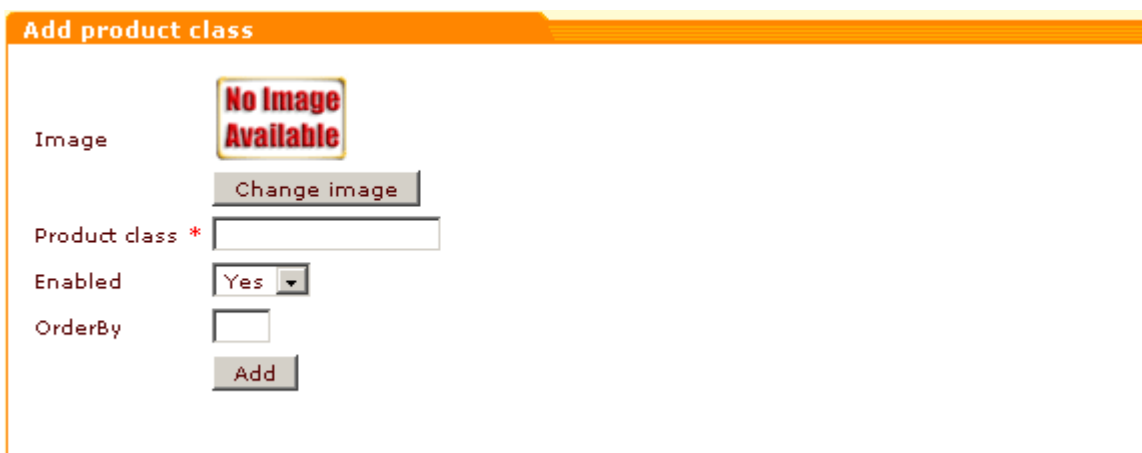 Add product class
No Image
Available
Image
Change image
Product class *
Enabled Yes
OrderBy
Add